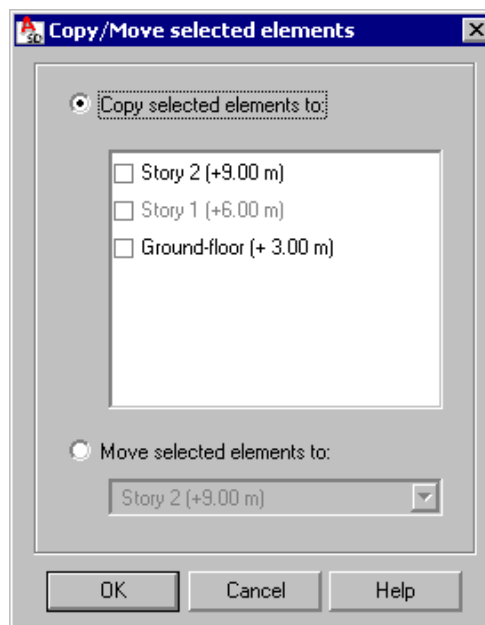 Copy/Move selected elements
Copy selected elements to:
Story 2 (+9.00 m)
Story 1 (+6.00 m)
Ground-floor (+ 3.00 m)
Move selected elements to:
Story 2 (+9.00 m)
OK Cancel Help